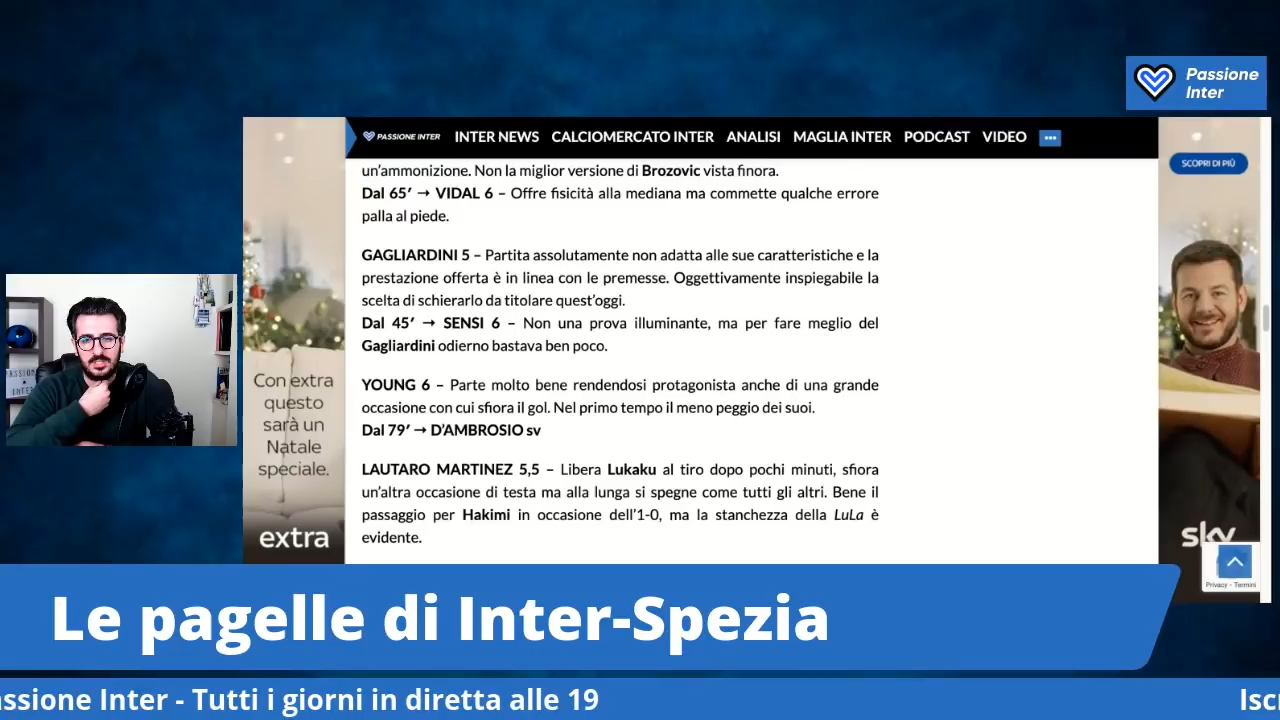 Passione
Inter
PASSIONE INTER INTER NEWS CALCIOMERCATO INTER ANALISI MAGLIA INTER PODCAST VIDEO
SCOPRI DI PIÙ
un'ammonizione. Non la miglior versione di Brozovic vista finora.
Dal 65′ → VIDAL 6 – Offre fisicità alla mediana ma commette qualche errore
palla al piede.
GAGLIARDINI 5 – Partita assolutamente non adatta alle sue caratteristiche e la
prestazione offerta è in linea con le premesse. Oggettivamente inspiegabile la
scelta di schierarlo da titolare quest'oggi.
Dal 45′ → SENSI 6 – Non una prova illuminante, ma per fare meglio del
Gagliardini odierno bastava ben poco.
YOUNG 6 – Parte molto bene rendendosi protagonista anche di una grande
occasione con cui sfiora il gol. Nel primo tempo il meno peggio dei suoi.
Dal 79′ → D'AMBROSIO sv
LAUTARO MARTINEZ 5,5 – Libera Lukaku al tiro dopo pochi minuti, sfiora
un'altra occasione di testa ma alla lunga si spegne come tutti gli altri. Bene il
passaggio per Hakimi in occasione dell'1-0, ma la stanchezza della LuLa è
evidente.
Con extra
questo
sarà un
Natale
speciale.
extra
sky
Privacy - Termini
Le pagelle di Inter-Spezia
assione Inter - Tutti i giorni in diretta alle 19
Iscr